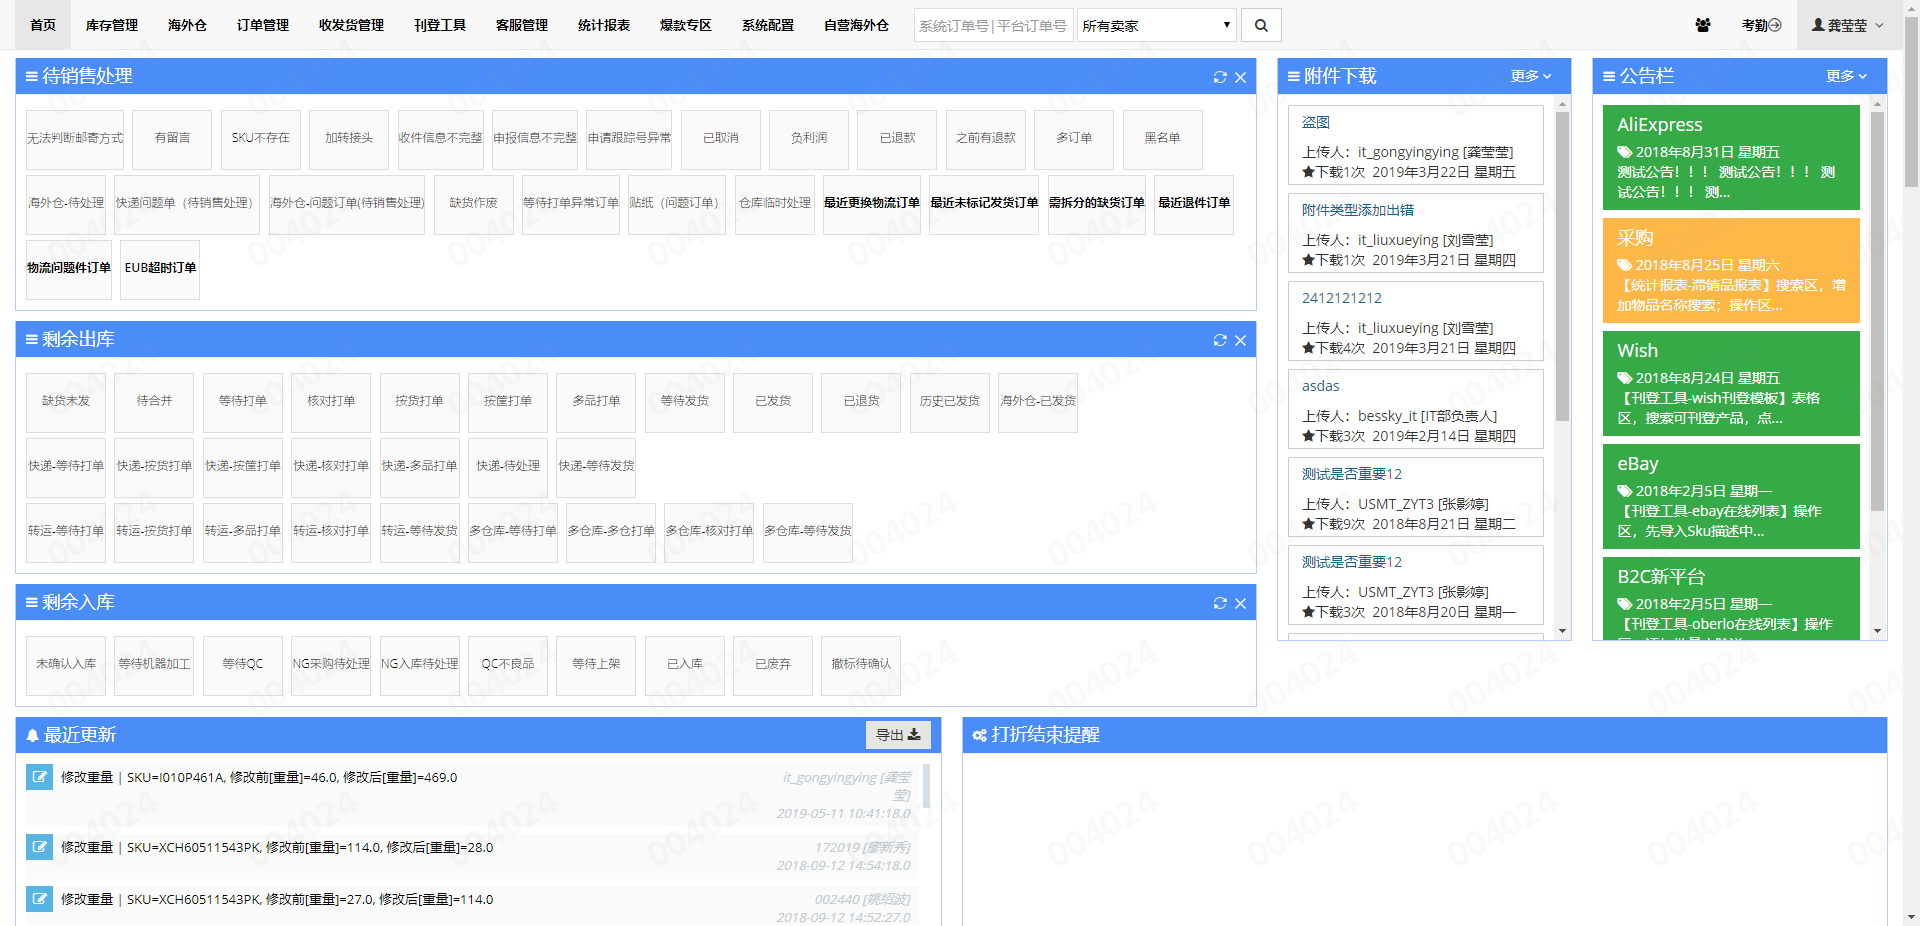 首页 库存管理 海外仓 订单管理 收发货管理 刊登工具 客服管理 统计报表 爆款专区 系统配置 自营海外仓 系统订单号|平台订单号 所有卖家 考勤 龚莹莹
待销售处理
无法判断邮寄方式 有留言 SKU不存在 加转接头 收件信息不完整 申报信息不完整 申请跟踪号异常 已取消 负利润 已退款 之前有退款 多订单 黑名单
海外仓-待处理 快递问题单（待销售处理） 海外仓-问题订单(待销售处理) 缺货作废 等待打单异常订单 贴纸（问题订单） 仓库临时处理 最近更换物流订单 最近未标记发货订单 需拆分的缺货订单 最近退件订单
物流问题件订单 EUB超时订单
剩余出库
缺货未发 待合并 等待打单 核对打单 按货打单 按筐打单 多品打单 等待发货 已发货 已退货 历史已发货 海外仓-已发货
快递-等待打单 快递-按货打单 快递-按筐打单 快递-核对打单 快递-多品打单 快递-待处理 快递-等待发货
转运-等待打单 转运-按货打单 转运-多品打单 转运-核对打单 转运-等待发货 多仓库-等待打单 多仓库-多仓打单 多仓库-核对打单 多仓库-等待发货
剩余入库
未确认入库 等待机器加工 等待QC NG采购待处理 NG入库待处理 QC不良品 等待上架 已入库 已废弃 撤标待确认
附件下载 更多
盗图
上传人：it_gongyingying [龚莹莹]
下载1次 2019年3月22日 星期五
附件类型添加出错
上传人：it_liuxueying [刘雪莹]
下载1次 2019年3月21日 星期四
2412121212
上传人：it_liuxueying [刘雪莹]
下载4次 2019年3月21日 星期四
asdas
上传人：bessky_it [IT部负责人]
下载3次 2019年2月14日 星期四
测试是否重要12
上传人：USMT_ZYT3 [张影婷]
下载9次 2018年8月21日 星期二
测试是否重要12
上传人：USMT_ZYT3 [张影婷]
下载3次 2018年8月20日 星期一
公告栏 更多
AliExpress
2018年8月31日 星期五
测试公告！！！ 测试公告！！！ 测
试公告！！！ 测...
采购
2018年8月25日 星期六
【统计报表-滞销品报表】搜索区，增
加物品名称搜索；操作区...
Wish
2018年8月24日 星期五
【刊登工具-wish刊登模板】表格
区，搜索可刊登产品，点...
eBay
2018年2月5日 星期一
【刊登工具-ebay在线列表】操作
区，先导入Sku描述中...
B2C新平台
2018年2月5日 星期一
【刊登工具-oberlo在线列表】操作
最近更新 导出
修改重量 | SKU=I010P461A, 修改前[重量]=46.0, 修改后[重量]=469.0
it_gongyingying [龚莹
莹]
2019-05-11 10:41:18.0
修改重量 | SKU=XCH60511543PK, 修改前[重量]=114.0, 修改后[重量]=28.0
172019 [廖新秀]
2018-09-12 14:54:18.0
修改重量 | SKU=XCH60511543PK, 修改前[重量]=27.0, 修改后[重量]=114.0
002440 [姚绍波]
2018-09-12 14:52:27.0
打折结束提醒
004024